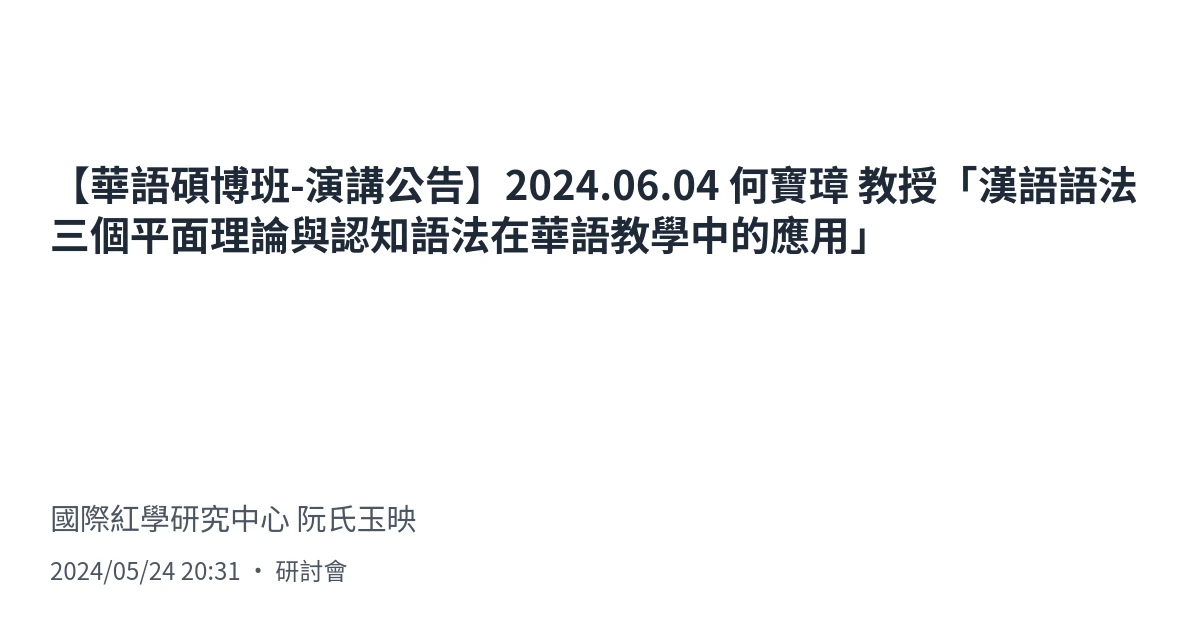 【華語碩博班-演講公告】2024.06.04 何寶璋 教授「漢語語法
三個平面理論與認知語法在華語教學中的應用」
國際紅學研究中心 阮氏玉映
2024/05/24 20:31 ・ 研討會